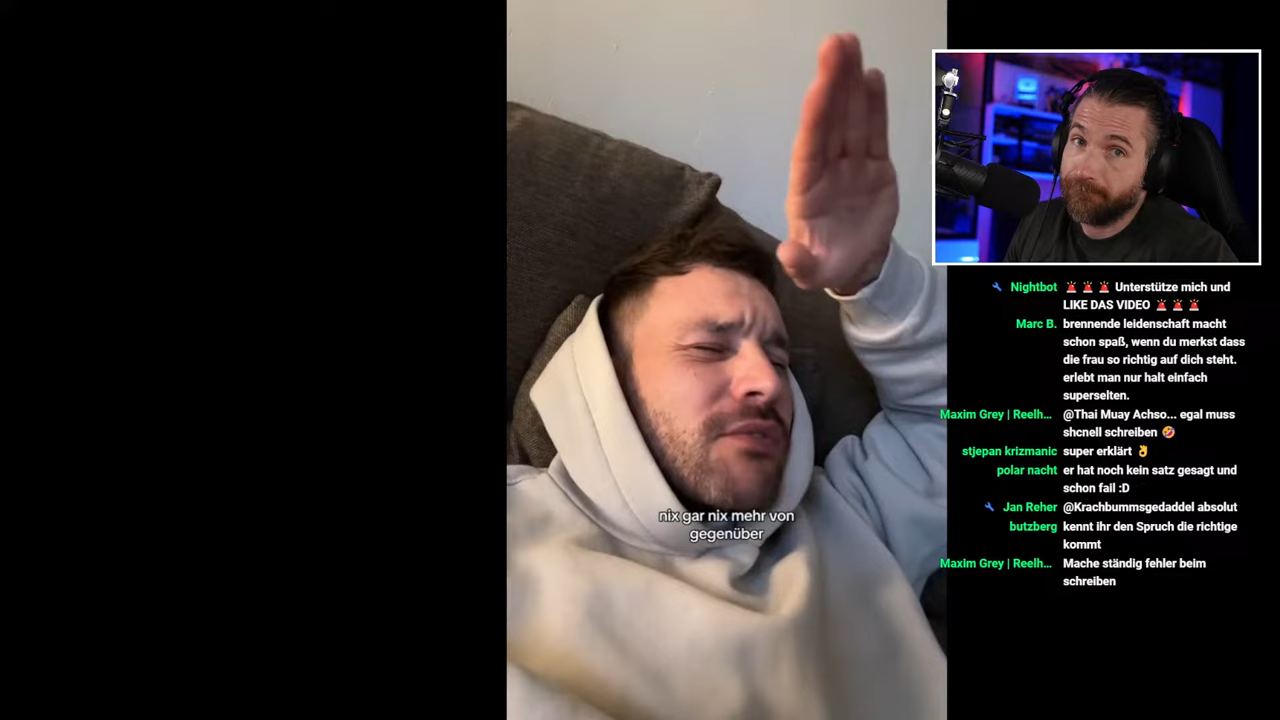 nix gar nix mehr von
gegenüber
Nightbot 🚨 🚨 🚨 Unterstütze mich und
LIKE DAS VIDEO 🚨 🚨 🚨
Marc B. brennende leidenschaft macht
schon spaß, wenn du merkst dass
die frau so richtig auf dich steht.
erlebt man nur halt einfach
superselten.
Maxim Grey | Reelh... @Thai Muay Achso... egal muss
shcnell schreiben 🤣
stjepan krizmanic super erklärt 👌
polar nacht er hat noch kein satz gesagt und
schon fail :D
Jan Reher @Krachbummsgedaddel absolut
butzberg kennt ihr den Spruch die richtige
kommt
Maxim Grey | Reelh... Mache ständig fehler beim
schreiben